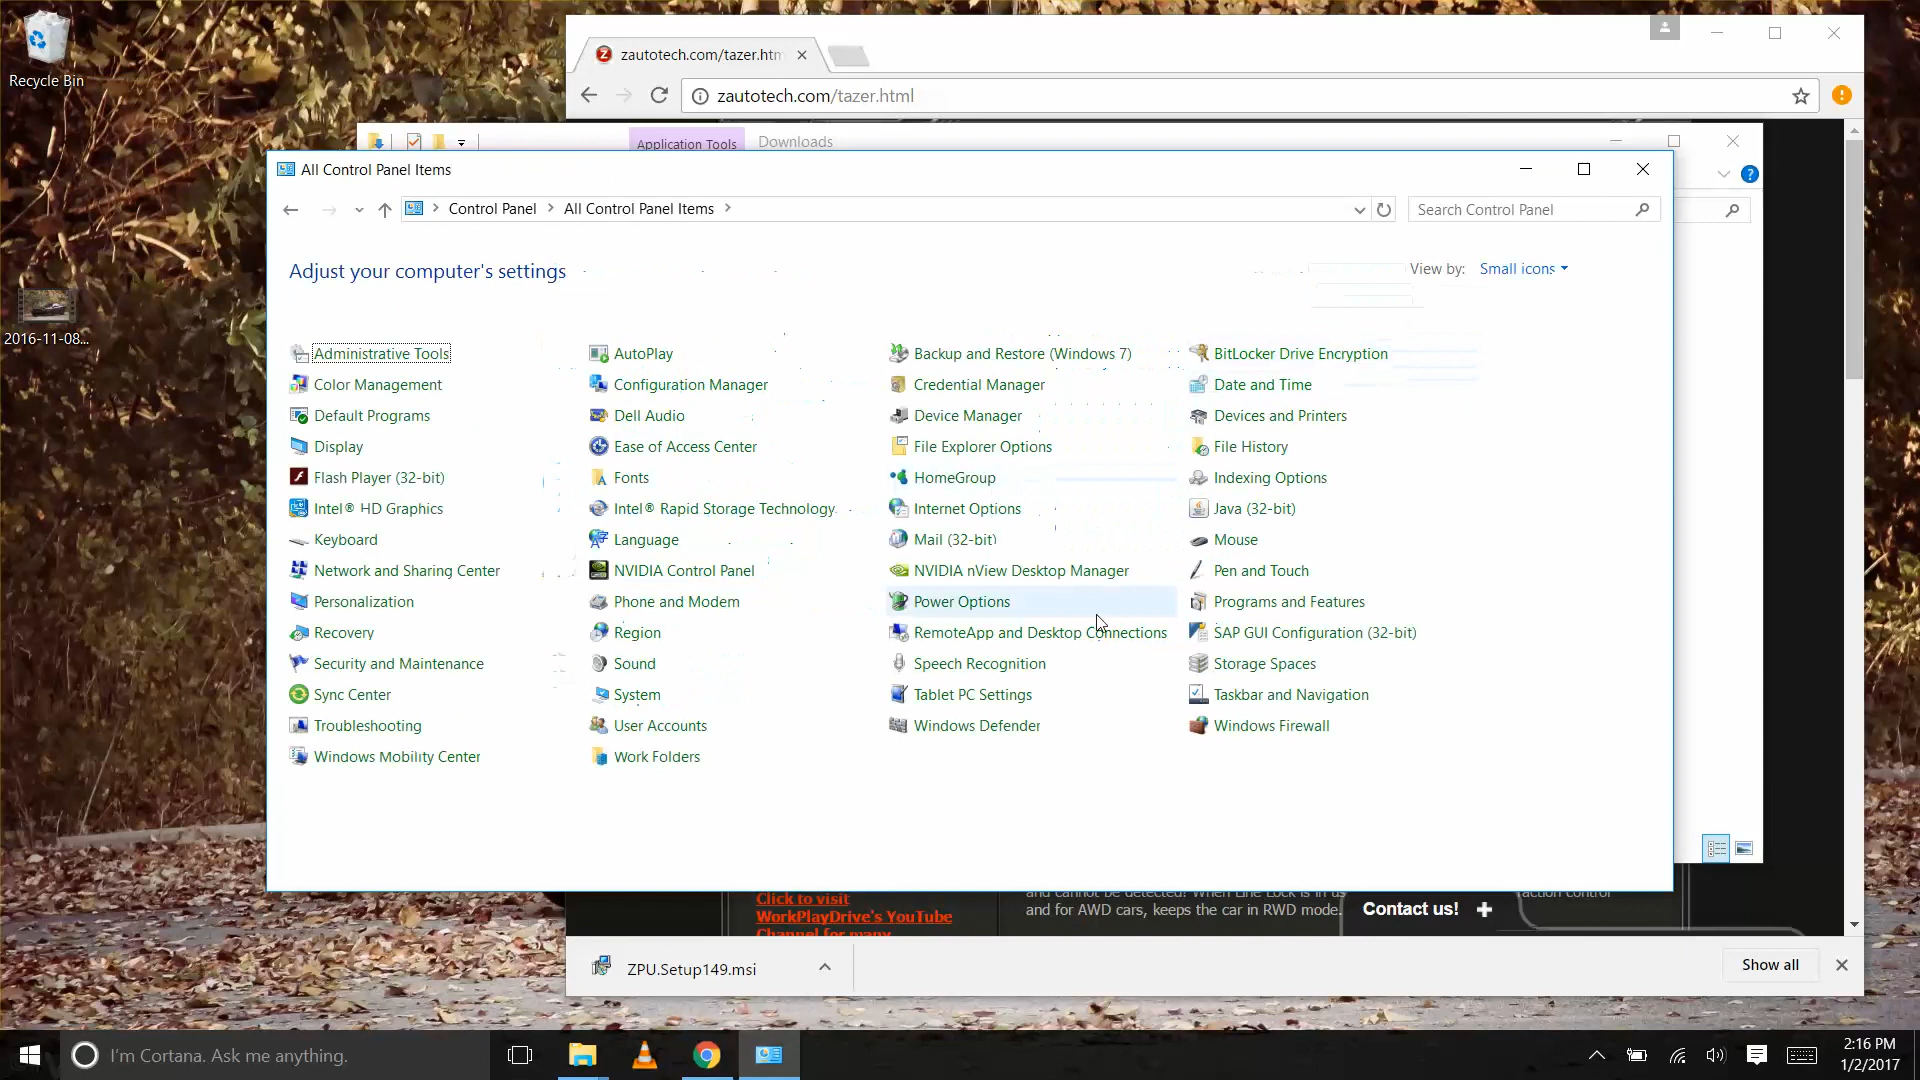 Recycle Bin
zautotech.com/tazer.htm
zautotech.com/tazer.html
Application Tools
Downloads
All Control Panel Items
Control Panel
All Control Panel Items
Search Control Panel
Adjust your computer's settings
View by:
Small icons
2016-11-08...
Administrative Tools
AutoPlay
Backup and Restore (Windows 7)
BitLocker Drive Encryption
Color Management
Configuration Manager
Credential Manager
Date and Time
Default Programs
Dell Audio
Device Manager
Devices and Printers
Display
Ease of Access Center
File Explorer Options
File History
Flash Player (32-bit)
Fonts
HomeGroup
Indexing Options
Intel® HD Graphics
Intel® Rapid Storage Technology
Internet Options
Java (32-bit)
Keyboard
Language
Mail (32-bit)
Mouse
Network and Sharing Center
NVIDIA Control Panel
NVIDIA nView Desktop Manager
Pen and Touch
Personalization
Phone and Modem
Power Options
Programs and Features
Recovery
Region
RemoteApp and Desktop Connections
SAP GUI Configuration (32-bit)
Security and Maintenance
Sound
Speech Recognition
Storage Spaces
Sync Center
System
Tablet PC Settings
Taskbar and Navigation
Troubleshooting
User Accounts
Windows Defender
Windows Firewall
Windows Mobility Center
Work Folders
Click to visit
WorkPlayDrive's YouTube
Channel for many
and cannot be detected! When Line Lock is in us
and for AWD cars, keeps the car in RWD mode.
action control
Contact us!
ZPU.Setup149.msi
Show all
I'm Cortana. Ask me anything.
2:16 PM
1/2/2017